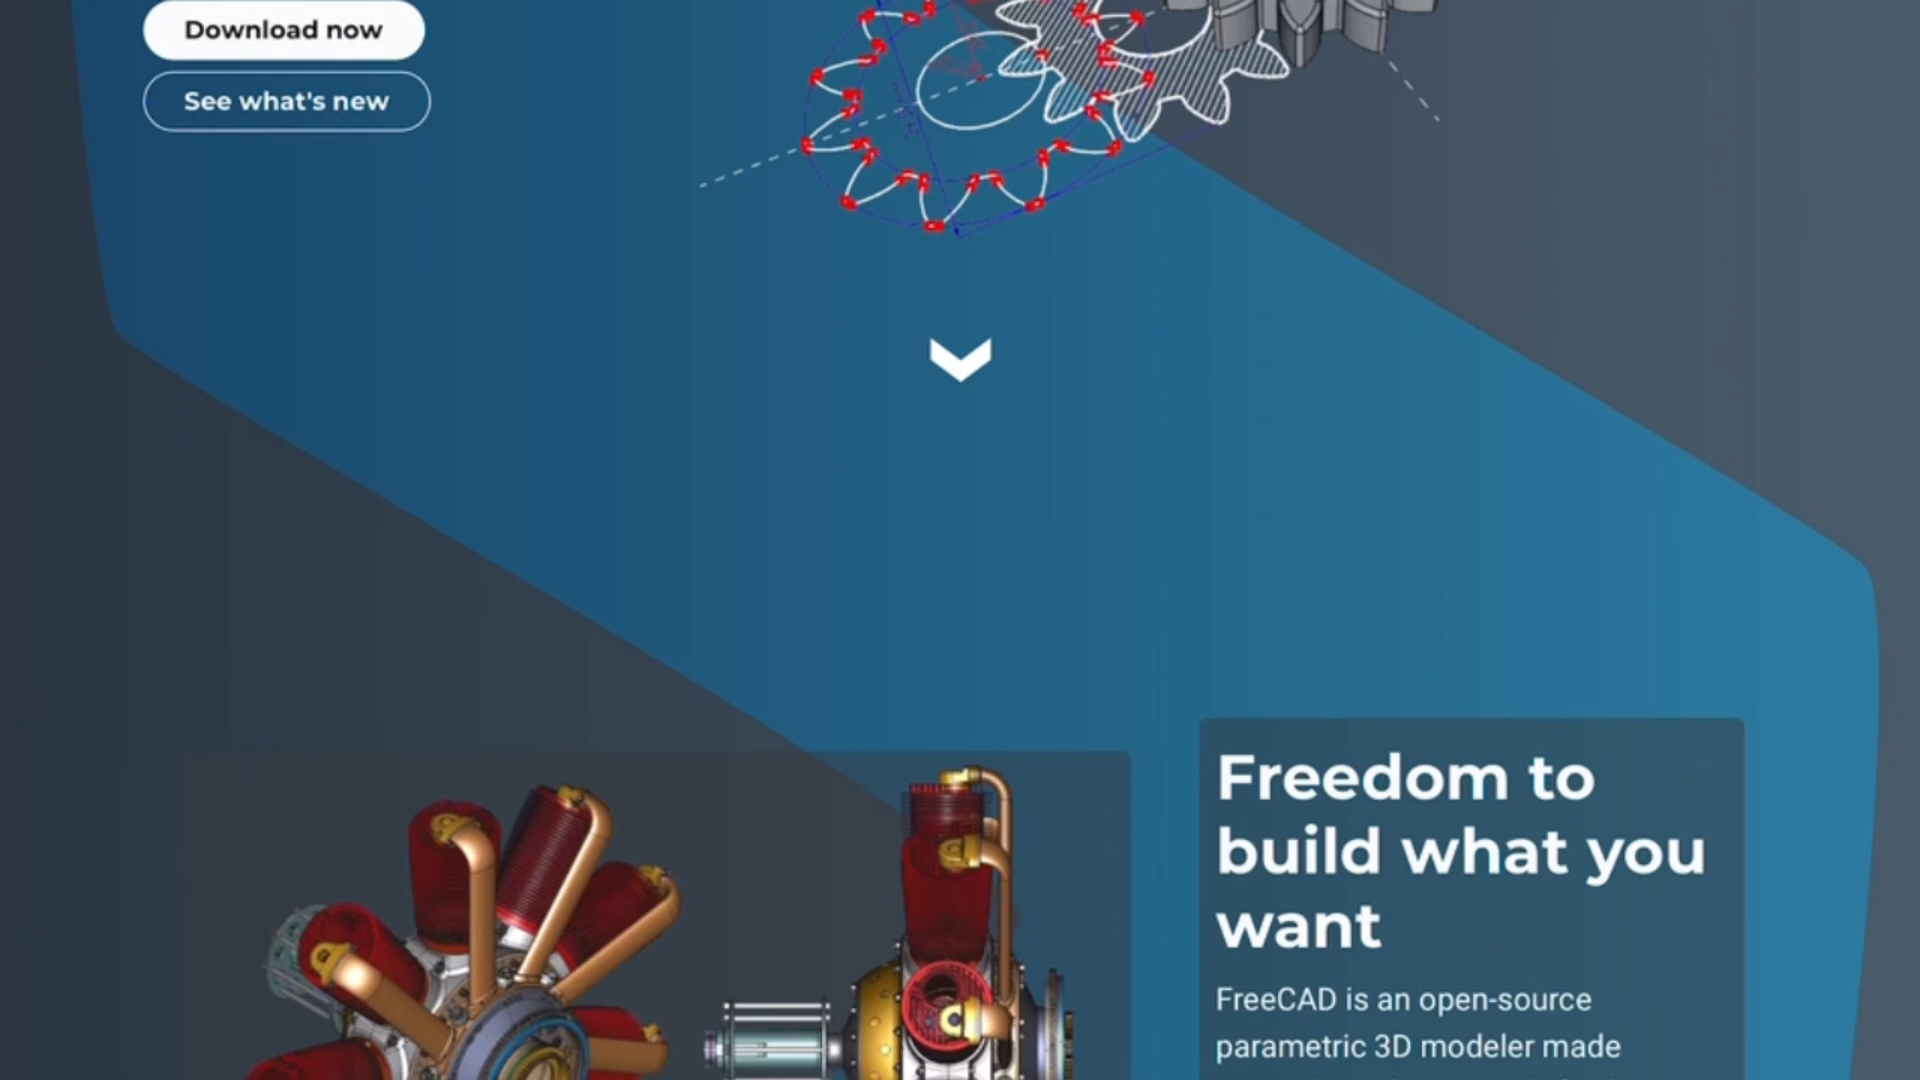 Download now
See what's new
Freedom to
build what you
want
FreeCAD is an open-source
parametric 3D modeler made